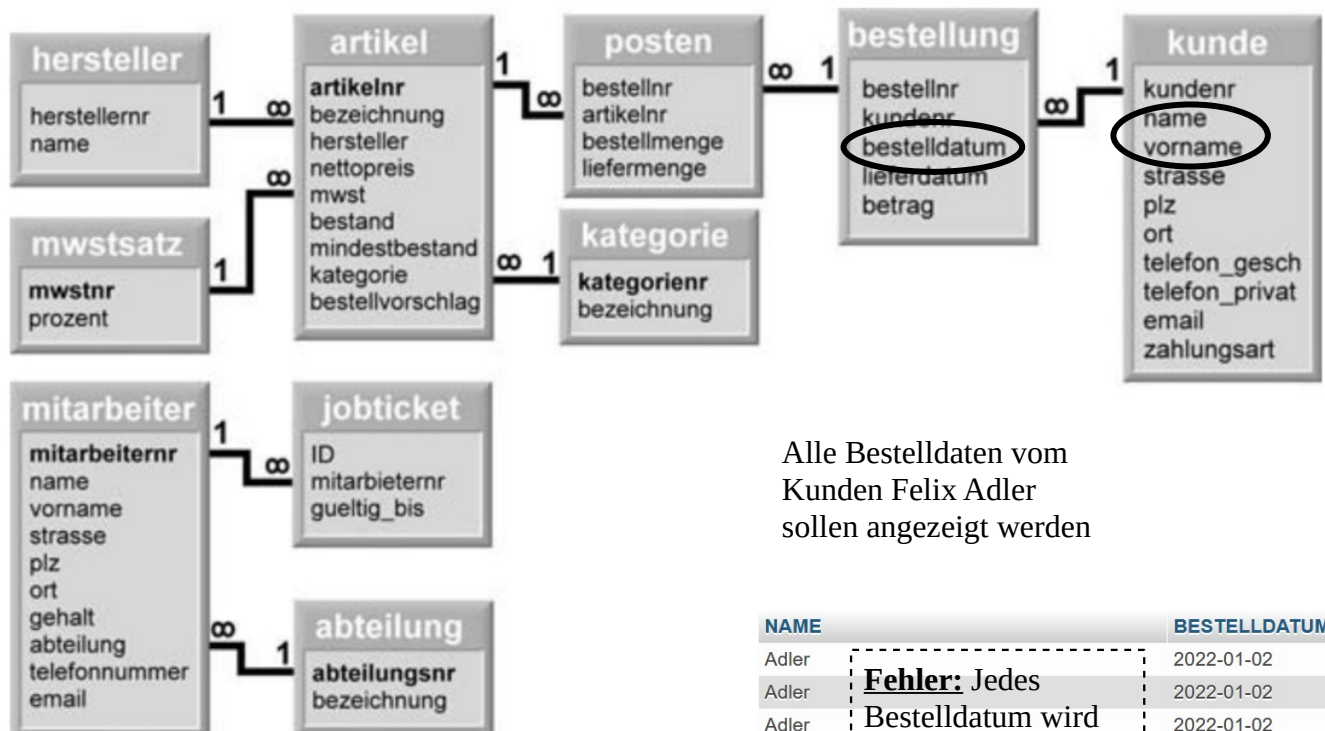 hersteller
herstellernr
name
1
∞
artikel
artikelnr
bezeichnung
hersteller
nettopreis
mwst
bestand
mindestbestand
kategorie
bestellvorschlag
1
∞
posten
bestellnr
artikelnr
bestellmenge
liefermenge
∞
1
bestellung
bestellnr
kundenr
bestelldatum
lieferdatum
betrag
∞
1
kunde
kundenr
name
vorname
strasse
plz
ort
telefon_gesch
telefon_privat
email
zahlungsart
mwstsatz
mwstnr
prozent
1
∞
∞
1
kategorie
kategorienr
bezeichnung
mitarbeiter
mitarbeiternr
name
vorname
strasse
plz
ort
gehalt
abteilung
telefonnummer
email
1
∞
jobticket
ID
mitarbieternr
gueltig_bis
∞
1
abteilung
abteilungsnr
bezeichnung
Alle Bestelldaten vom
Kunden Felix Adler
sollen angezeigt werden
NAME BESTELLDATUM
Adler 2022-01-02
Adler 2022-01-02
Adler 2022-01-02
Fehler: Jedes
Bestelldatum wird